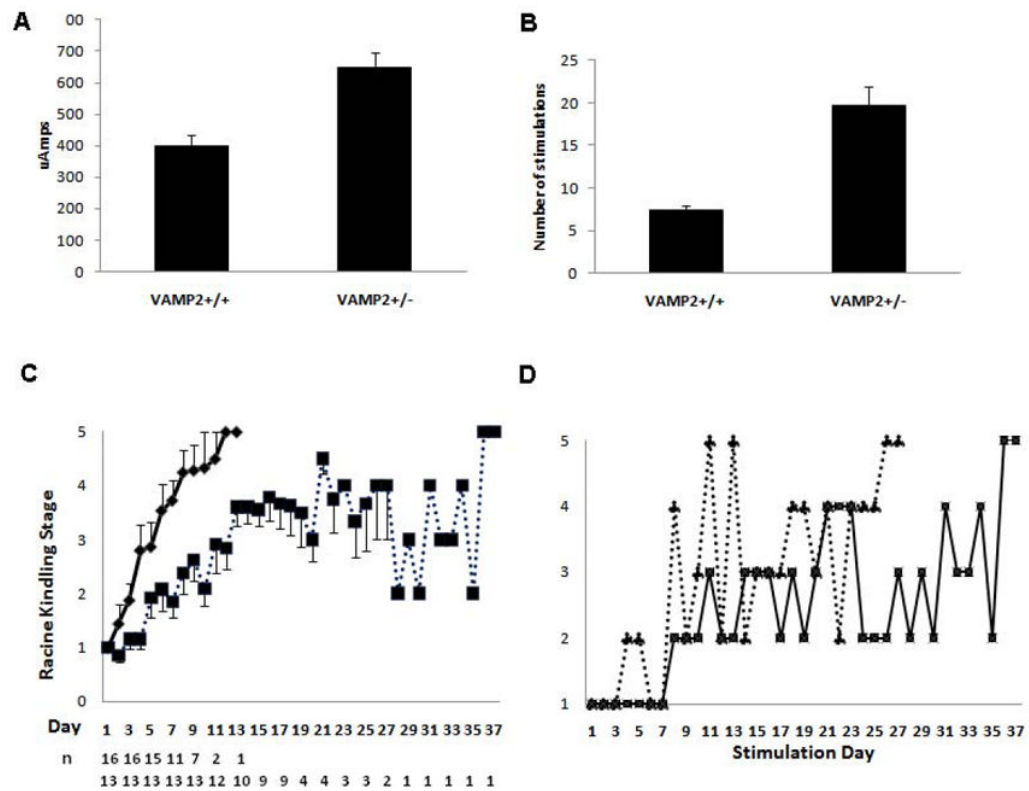 A
uAmps
00
700
600
500
400
300
200
100
0
VAMP2+/+ VAMP2+/-
B
Number of stimulations
25
20
15
10
5
0
VAMP2+/+ VAMP2+/-
C
Racine Kindling Stage
5
4
3
2
1
0
Day 1 3 5 7 9 11 13 15 17 19 21 23 25 27 29 31 33 35 37
n 16 16 15 11 7 2 1
13 13 13 13 13 12 10 9 9 4 4 3 3 2 1 1 1 1 1
D
5
4
3
2
1
1 3 5 7 9 11 13 15 17 19 21 23 25 27 29 31 33 35 37
Stimulation Day